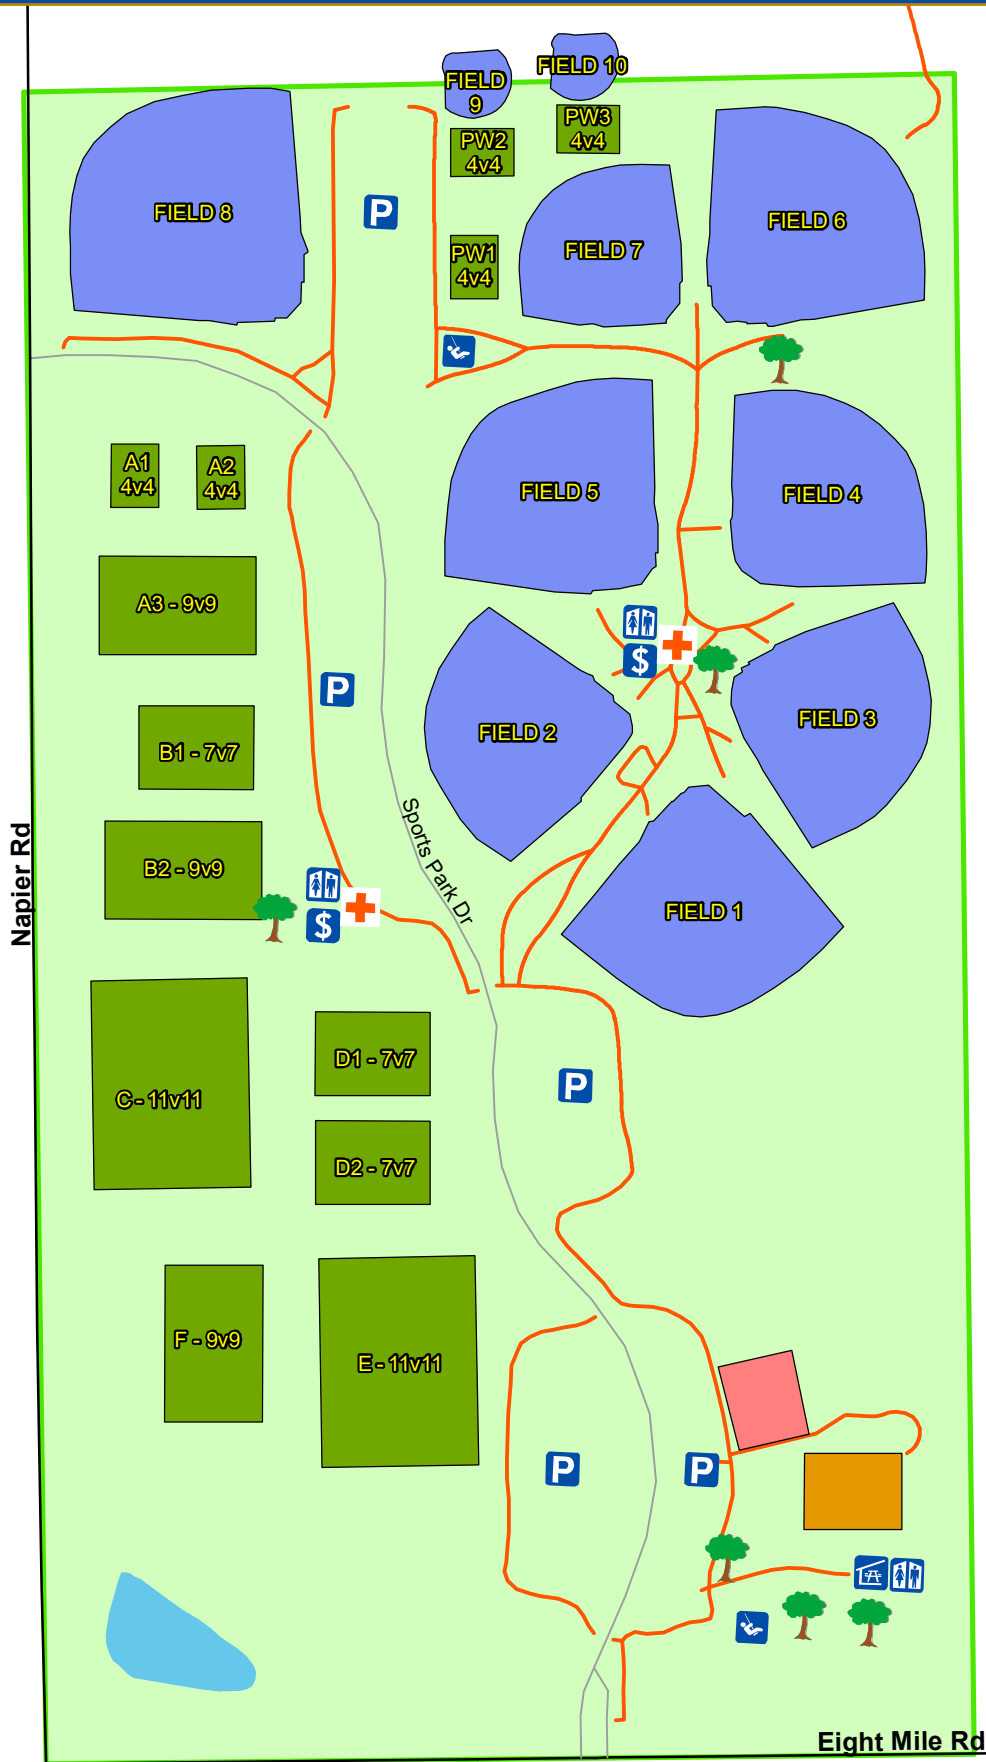 FIELD 10
FIELD
9
PW3
4v4
PW2
4v4
FIELD 8
P
FIELD 6
FIELD 7
PW1
4v4
A1
4v4
A2
4v4
FIELD 5
FIELD 4
A3 - 9v9
$
P
FIELD 3
FIELD 2
B1 - 7v7
Sports Park Dr
B2 - 9v9
Napier Rd
$
FIELD 1
D1 - 7v7
P
C - 11v11
D2 - 7v7
F - 9v9
E - 11v11
P
P
Eight Mile Rd